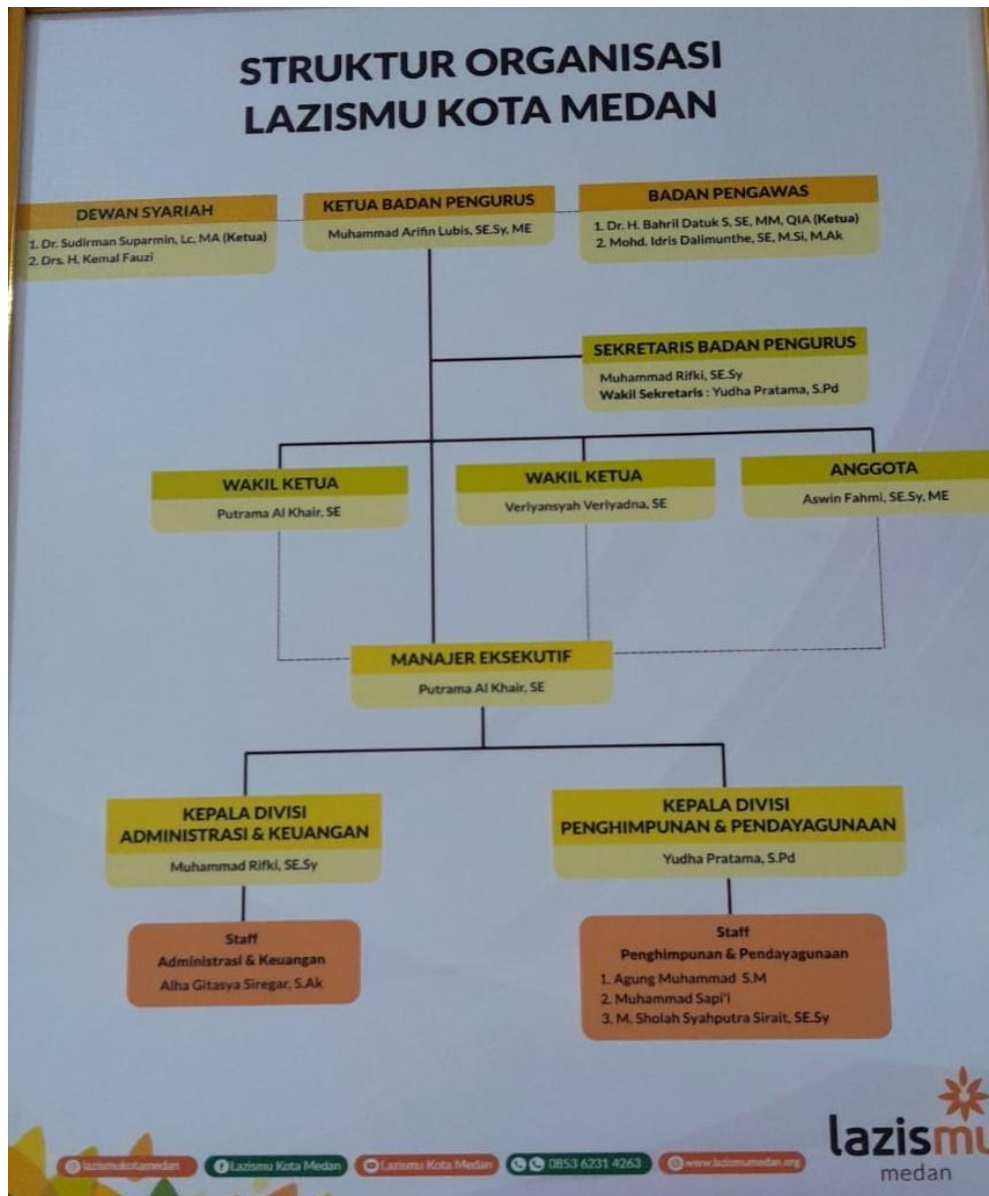 STRUKTUR ORGANISASI
LAZISMU KOTA MEDAN
DEWAN SYARIAH
1. Dr. Sudirman Suparmin, Lc, MA (Ketua)
2. Drs. H. Kemal Fauzi
KETUA BADAN PENGURUS
Muhammad Arifin Lubis, SE.Sy, ME
BADAN PENGAWAS
1. Dr. H. Bahril Datuk S, SE, MM, QIA (Ketua)
2. Mohd. Idris Dalimunthe, SE, M.Si, M.Ak
SEKRETARIS BADAN PENGURUS
Muhammad Rifki, SE.Sy
Wakil Sekretaris : Yudha Pratama, S.Pd
WAKIL KETUA
Putrama Al Khair, SE
WAKIL KETUA
Veriyansyah Veriyadna, SE
ANGGOTA
Aswin Fahmi, SE.Sy, ME
MANAJER EKSEKUTIF
Putrama Al Khair, SE
KEPALA DIVISI
ADMINISTRASI & KEUANGAN
Muhammad Rifki, SE.Sy
KEPALA DIVISI
PENGHIMPUNAN & PENDAYAGUNAAN
Yudha Pratama, S.Pd
Staff
Administrasi & Keuangan
Alha Gitasya Siregar, S.Ak
Staff
Penghimpunan & Pendayagunaan
1. Agung Muhammad S.M
2. Muhammad Sapi'i
3. M. Sholah Syahputra Sirait, SE.Sy
lazismukotamedan
Lazismu Kota Medan
Lazismu Kota Medan
0853 6231 4263
www.lazismumedan.org
lazismu
medan